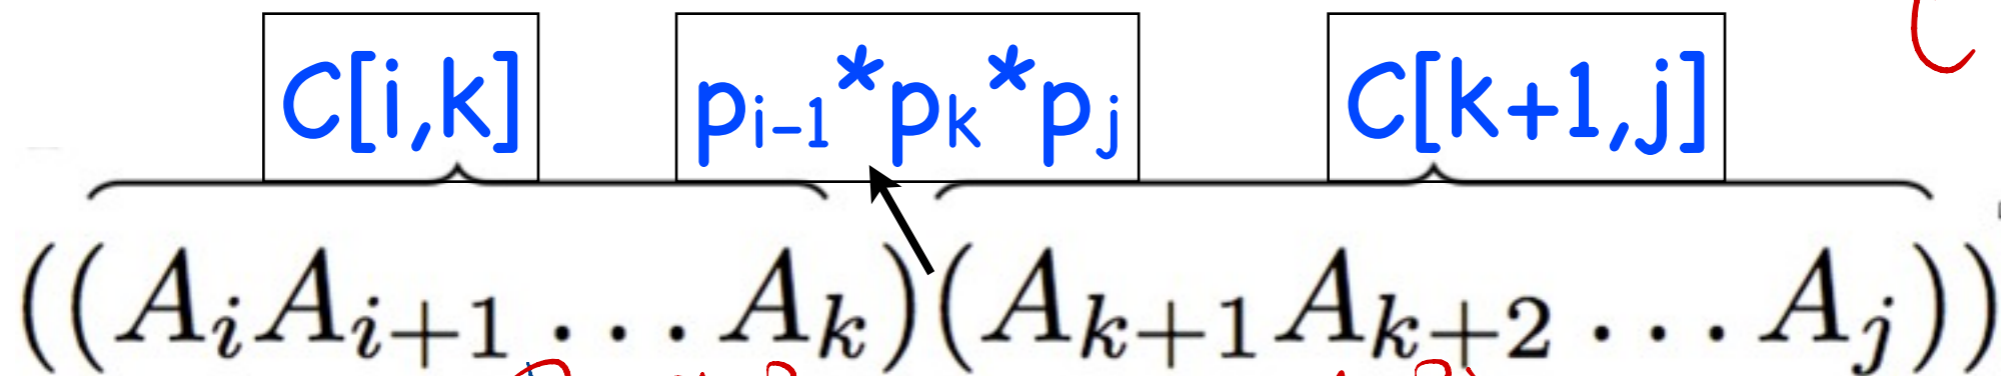 C[i,k] pᵢ₋₁*pₖ*pⱼ C[k+1,j]
((AᵢAᵢ₊₁ . . . Aₖ)(Aₖ₊₁Aₖ₊₂ . . . Aⱼ))